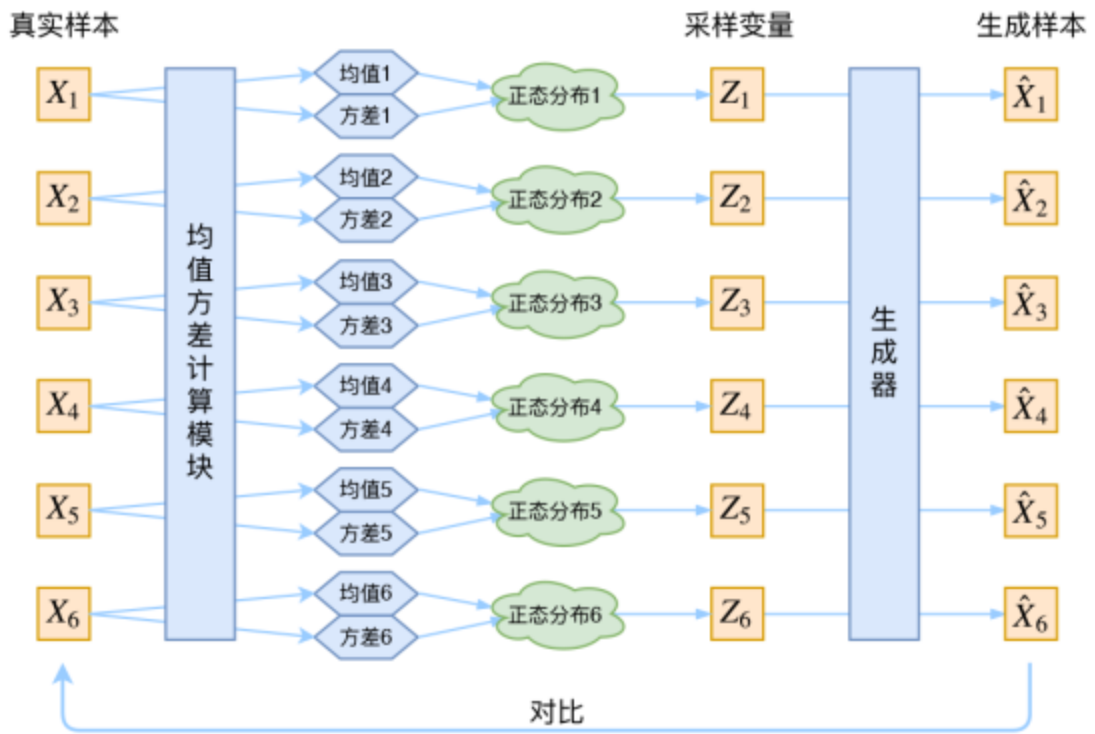 真实样本
采样变量
生成样本
X₁
均值1
方差1
正态分布1
Z₁
X̂₁
X₂
均值2
方差2
正态分布2
Z₂
X̂₂
X₃
均值3
方差3
正态分布3
Z₃
X̂₃
X₄
均值4
方差4
正态分布4
Z₄
X̂₄
X₅
均值5
方差5
正态分布5
Z₅
X̂₅
X₆
均值6
方差6
正态分布6
Z₆
X̂₆
均值方差计算模块
生成器
对比